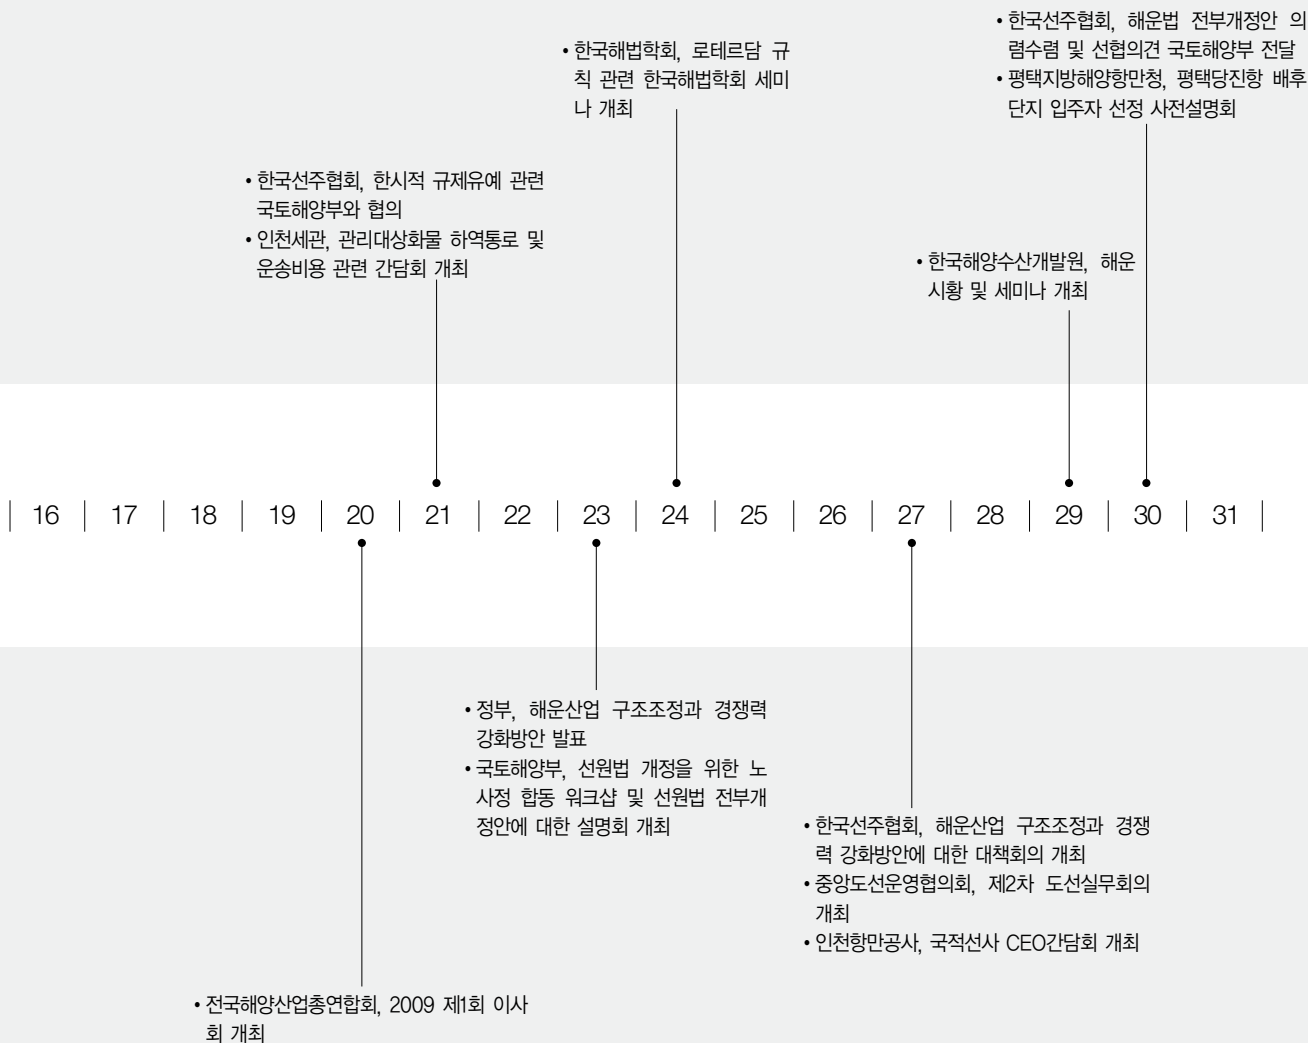 • 한국선주협회, 해운법 전부개정안 의
렴수렴 및 선협의견 국토해양부 전달
• 평택지방해양항만청, 평택당진항 배후
단지 입주자 선정 사전설명회
• 한국해법학회, 로테르담 규
칙 관련 한국해법학회 세미
나 개최
• 한국선주협회, 한시적 규제유예 관련
국토해양부와 협의
• 인천세관, 관리대상화물 하역통로 및
운송비용 관련 간담회 개최
• 한국해양수산개발원, 해운
시황 및 세미나 개최
16 17 18 19 20 21 22 23 24 25 26 27 28 29 30 31
• 정부, 해운산업 구조조정과 경쟁력
강화방안 발표
• 국토해양부, 선원법 개정을 위한 노
사정 합동 워크샵 및 선원법 전부개
정안에 대한 설명회 개최
• 한국선주협회, 해운산업 구조조정과 경쟁
력 강화방안에 대한 대책회의 개최
• 중앙도선운영협의회, 제2차 도선실무회의
개최
• 인천항만공사, 국적선사 CEO간담회 개최
• 전국해양산업총연합회, 2009 제1회 이사
회 개최